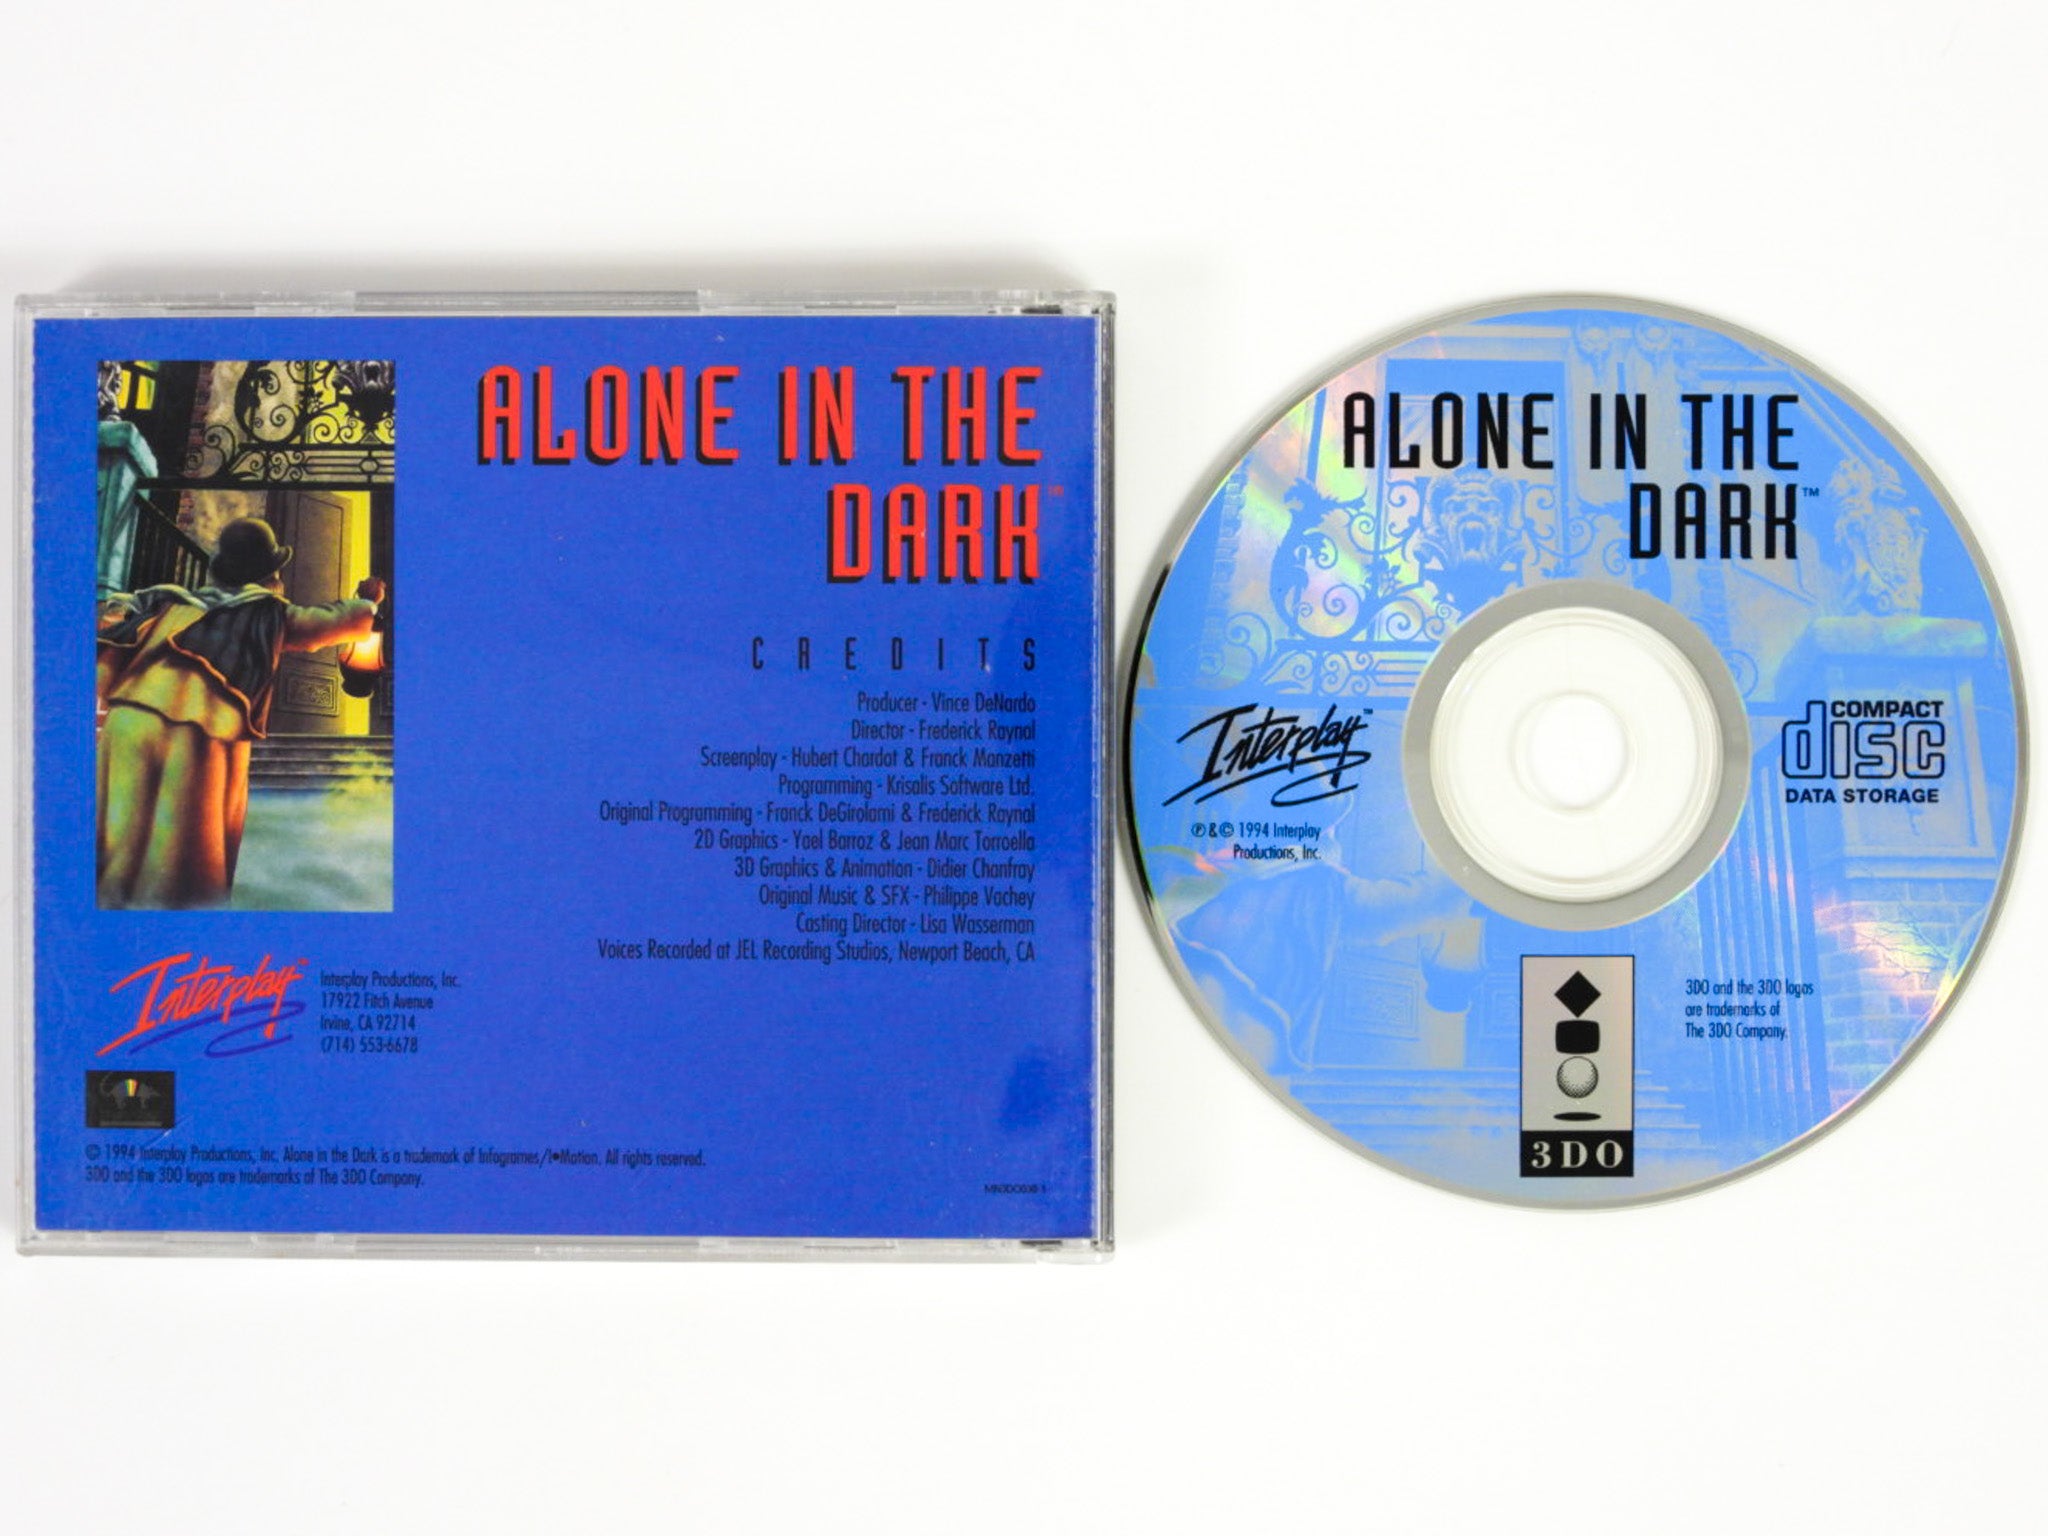 ALONE IN THE
DARK™
CREDITS
Producer - Vince DeNardo
Director - Frederick Raynal
Screenplay - Hubert Chardot & Franck Manzetti
Programming - Krisalis Software Ltd.
Original Programming - Franck DeGirolami & Frederick Raynal
2D Graphics - Yael Barroz & Jean Marc Torroella
3D Graphics & Animation - Didier Chanfray
Original Music & SFX - Philippe Vachey
Casting Director - Lisa Wasserman
Voices Recorded at JEL Recording Studios, Newport Beach, CA
Interplay™
Interplay Productions, Inc.
17922 Fitch Avenue
Irvine, CA 92714
(714) 553-6678
© 1994 Interplay Productions, Inc. Alone in the Dark is a trademark of Infogrames/I•Motion. All rights reserved.
3DO and the 3DO logos are trademarks of The 3DO Company.
ALONE IN THE
DARK™
Interplay™
℗ & © 1994 Interplay
Productions, Inc.
COMPACT
disc
DATA STORAGE
3DO and the 3DO logos
are trademarks of
The 3DO Company.
3DO